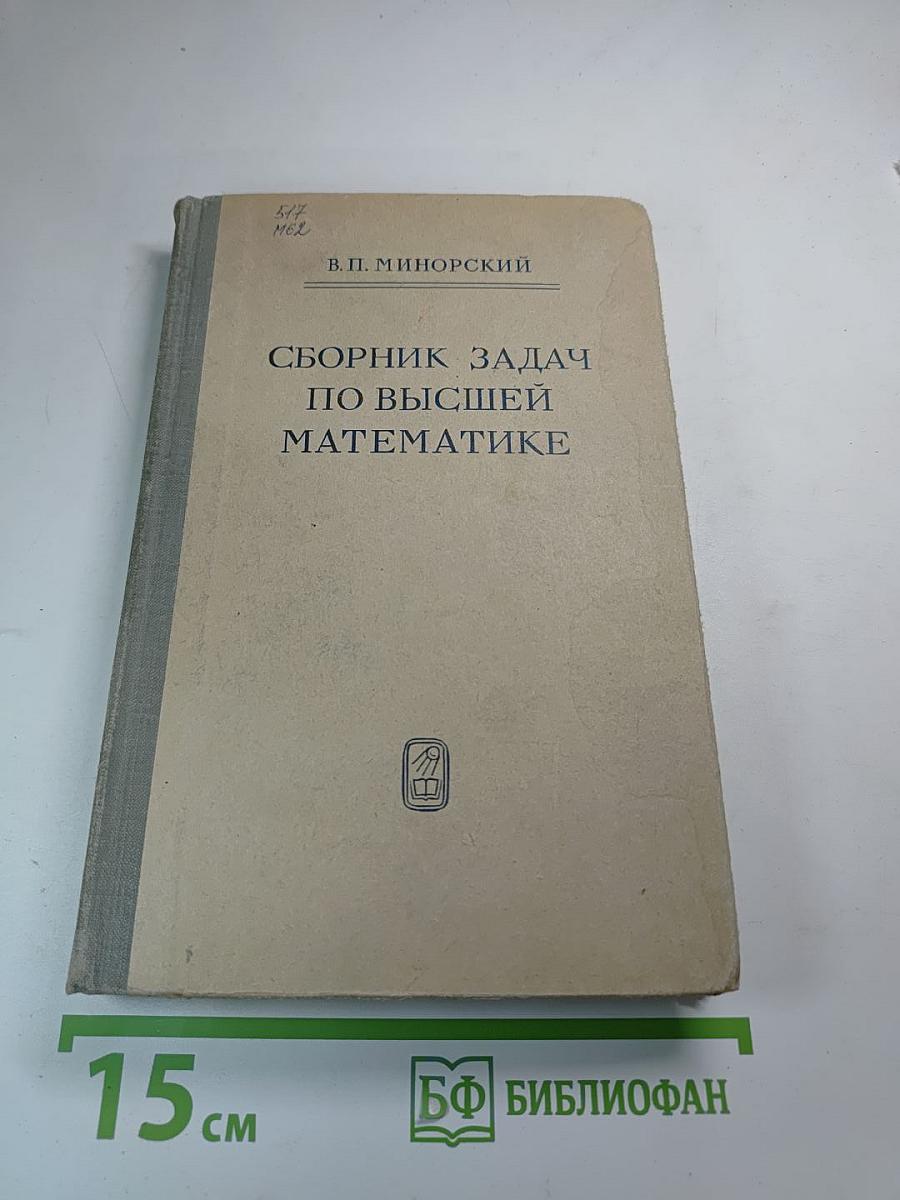 517
М62
В. П. МИНОРСКИЙ
СБОРНИК ЗАДАЧ
ПО ВЫСШЕЙ
МАТЕМАТИКЕ
15 см
БФ БИБЛИОФАН